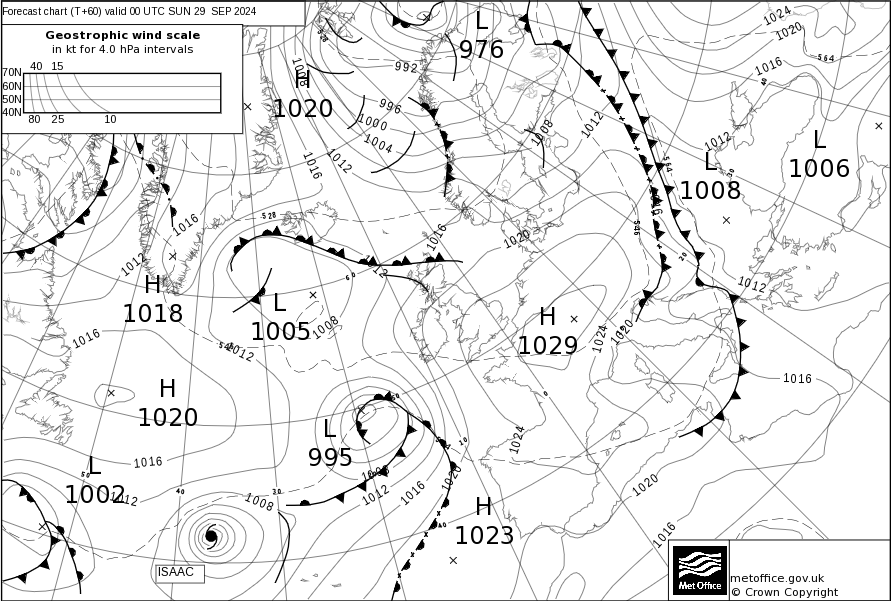 Forecast chart (T+60) valid 00 UTC SUN 29 SEP 2024
Geostrophic wind scale
in kt for 4.0 hPa intervals
40 15
70N
60N
50N
40N
80 25 10
L
976
H
1020
992
996
1000
1004
1008
1016
1012
1008
1012
1024
1020
1016
564
1012
L
1006
L
1008
528
1016
1012
1016
1020
H
1018
L
1005
1008
1012
1012
H
1029
1024
1020
1016
1016
H
1020
1016
L
995
L
1002
1012
1008
1012
1016
1020
1024
H
1023
1020
1016
ISAAC
Met Office
metoffice.gov.uk
© Crown Copyright